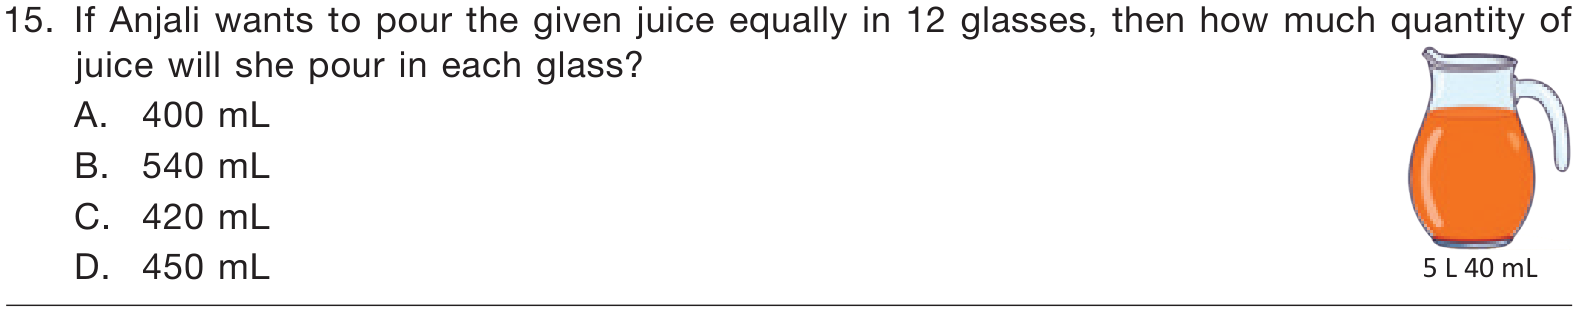 15. If Anjali wants to pour the given juice equally in 12 glasses, then how much quantity of
juice will she pour in each glass?
A. 400 mL
B. 540 mL
C. 420 mL
D. 450 mL
5 L 40 mL